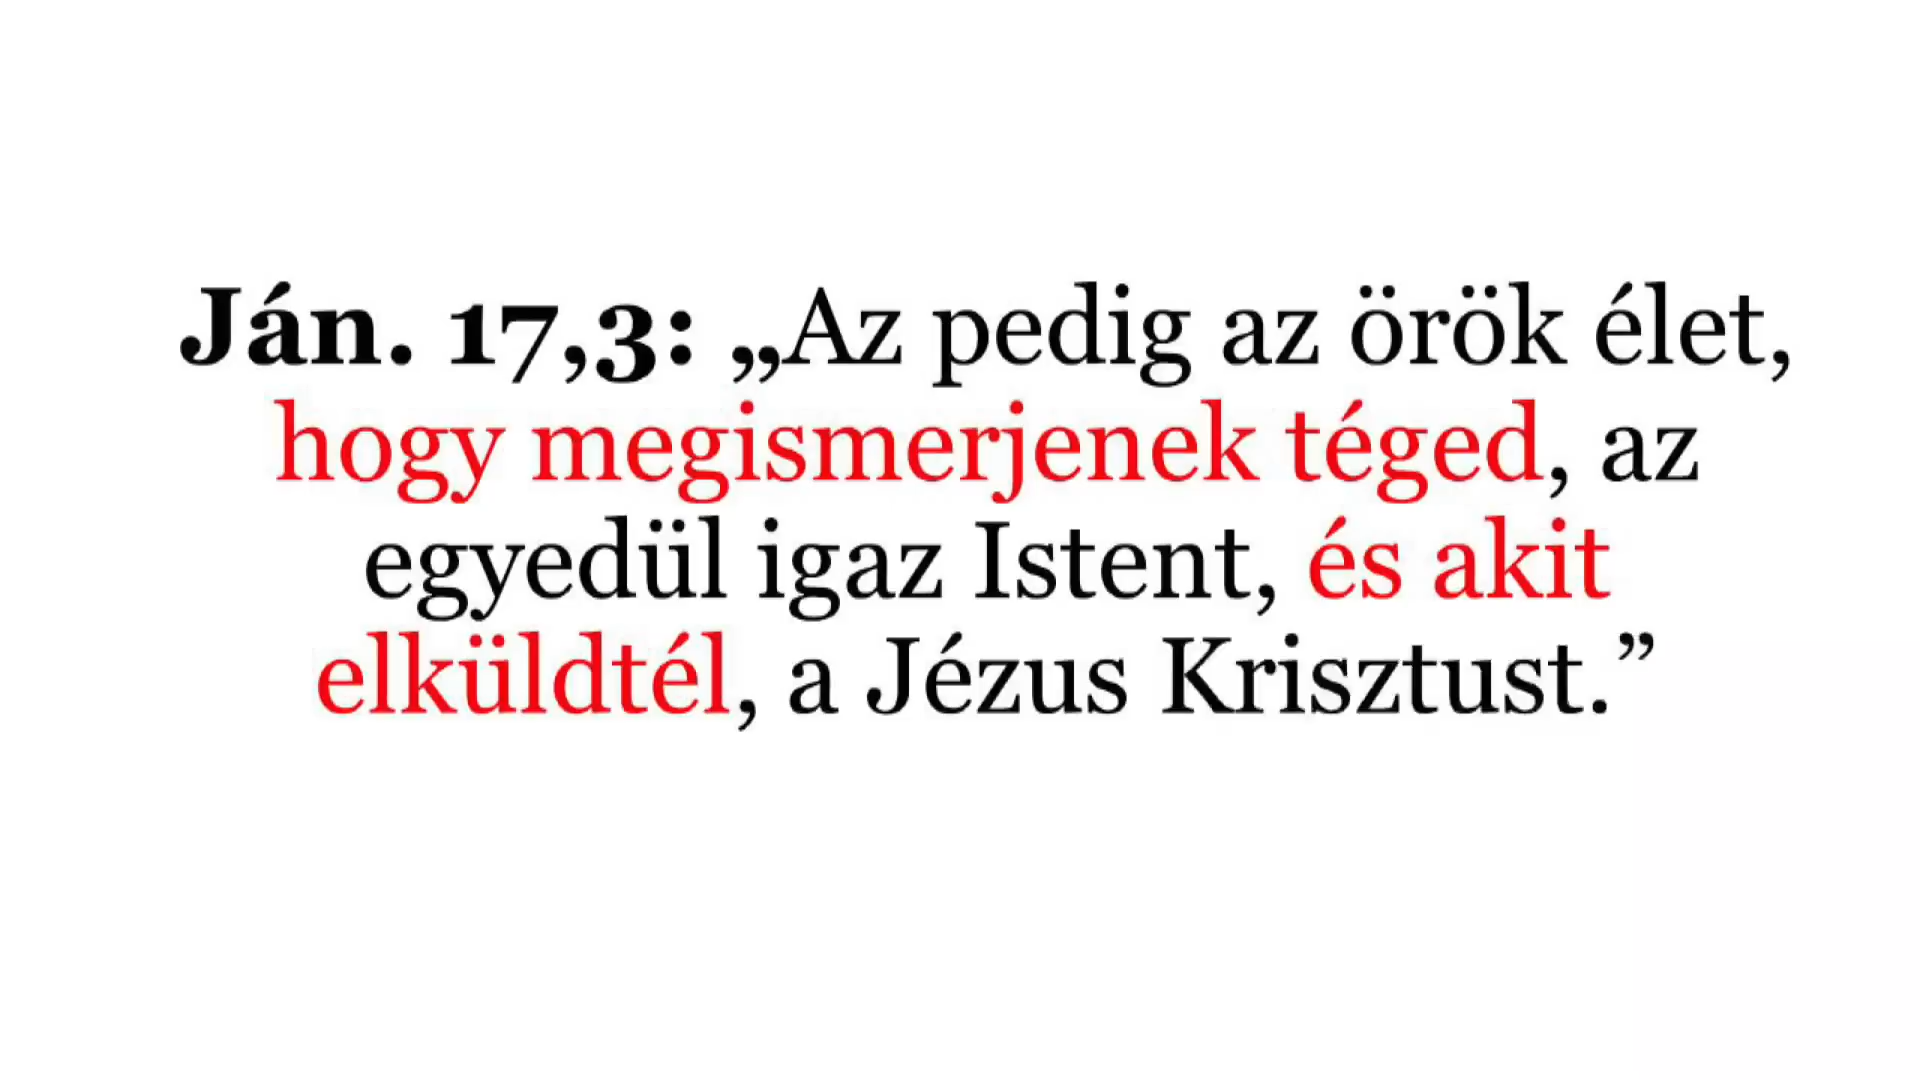 Ján. 17,3: „Az pedig az örök élet,
hogy megismerjenek téged, az
egyedül igaz Istent, és akit
elküldtél, a Jézus Krisztust.”